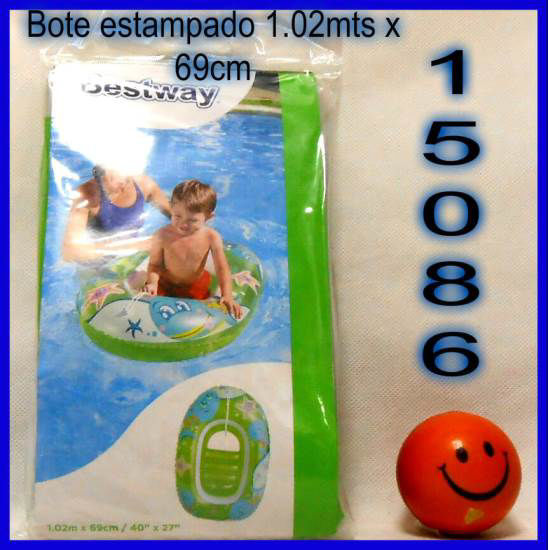 Bote estampado 1.02mts x
69cm
Bestway
1
5
0
8
6
1.02m x 69cm / 40" x 27"